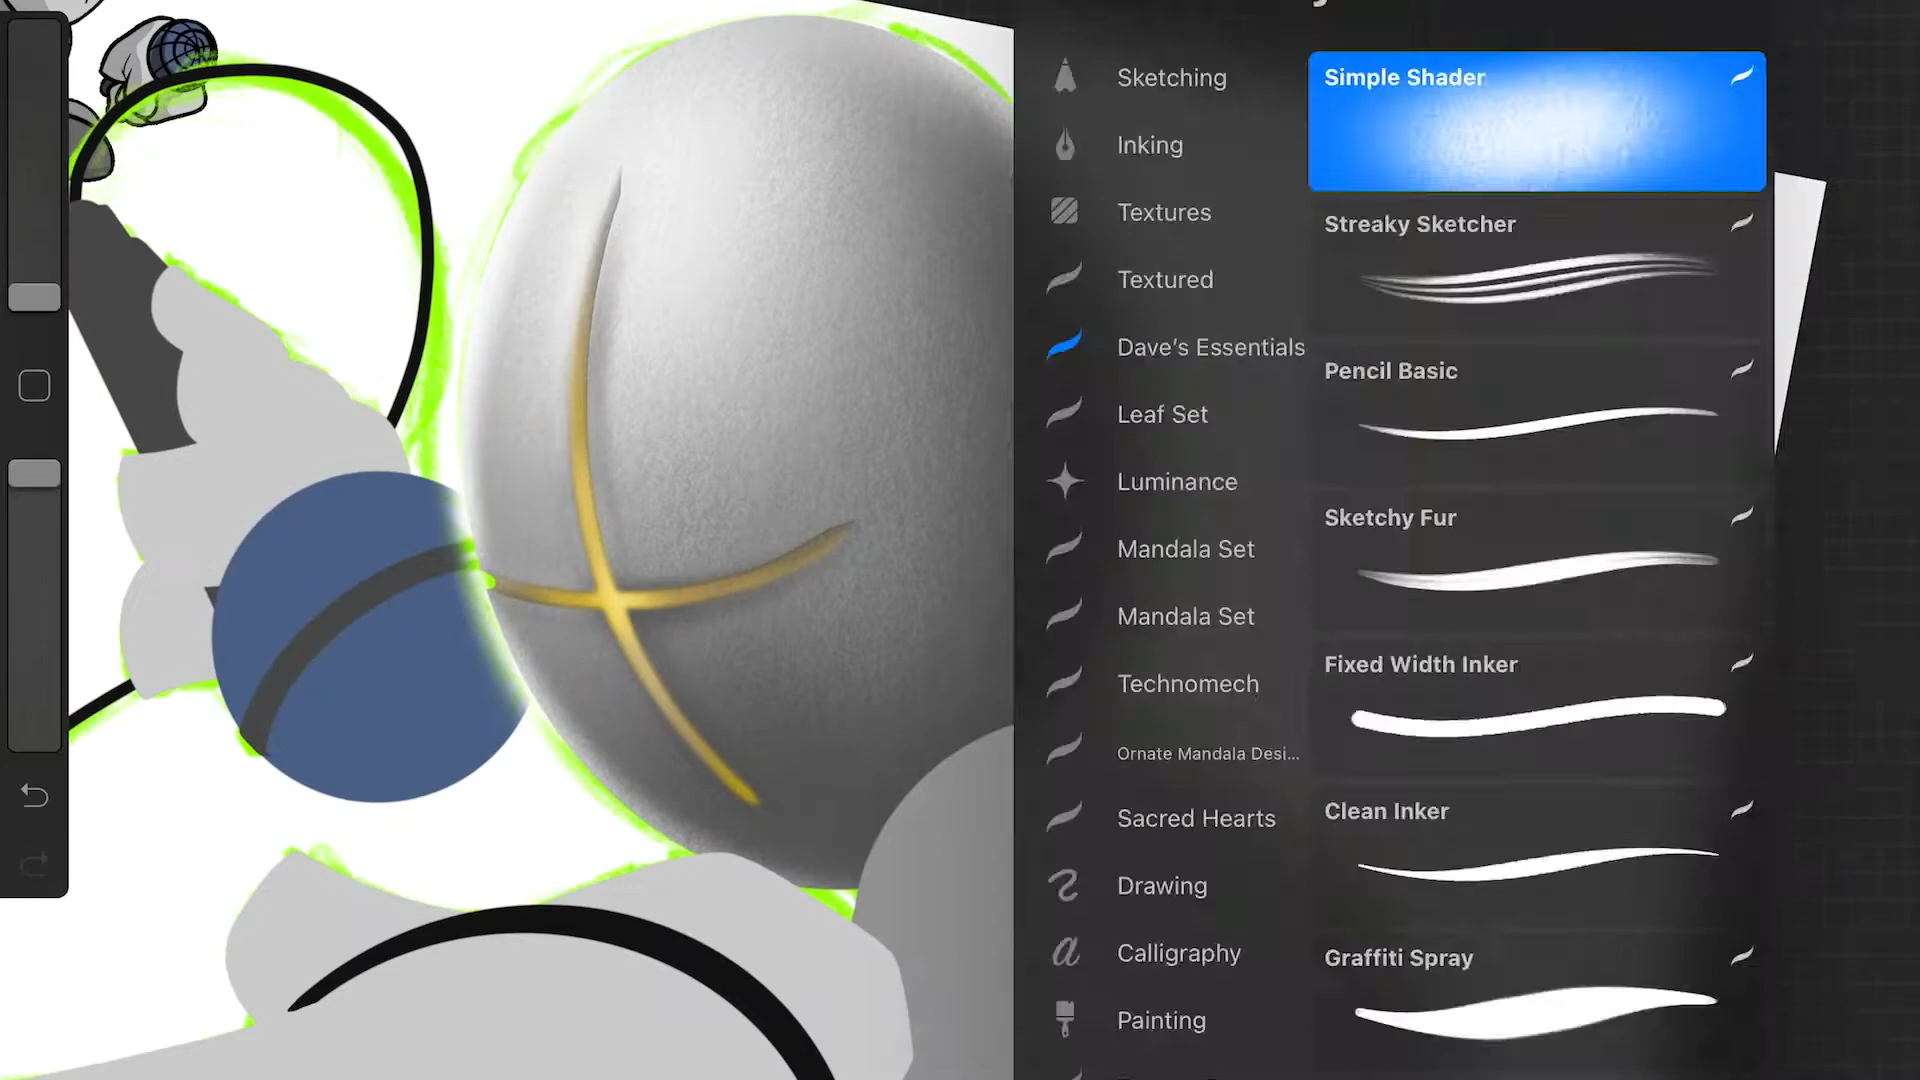 Sketching
Inking
Textures
Textured
Dave's Essentials
Leaf Set
Luminance
Mandala Set
Mandala Set
Technomech
Ornate Mandala Desi...
Sacred Hearts
Drawing
Calligraphy
Painting
Simple Shader
Streaky Sketcher
Pencil Basic
Sketchy Fur
Fixed Width Inker
Clean Inker
Graffiti Spray